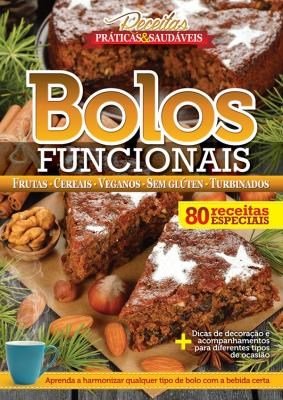 Receitas
PRÁTICAS&SAUDÁVEIS
Bolos
FUNCIONAIS
FRUTAS • CEREAIS • VEGANOS • SEM GLÚTEN • TURBINADOS
80 receitas
ESPECIAIS
+ Dicas de decoração e
acompanhamentos
para diferentes tipos
de ocasião
Aprenda a harmonizar qualquer tipo de bolo com a bebida certa